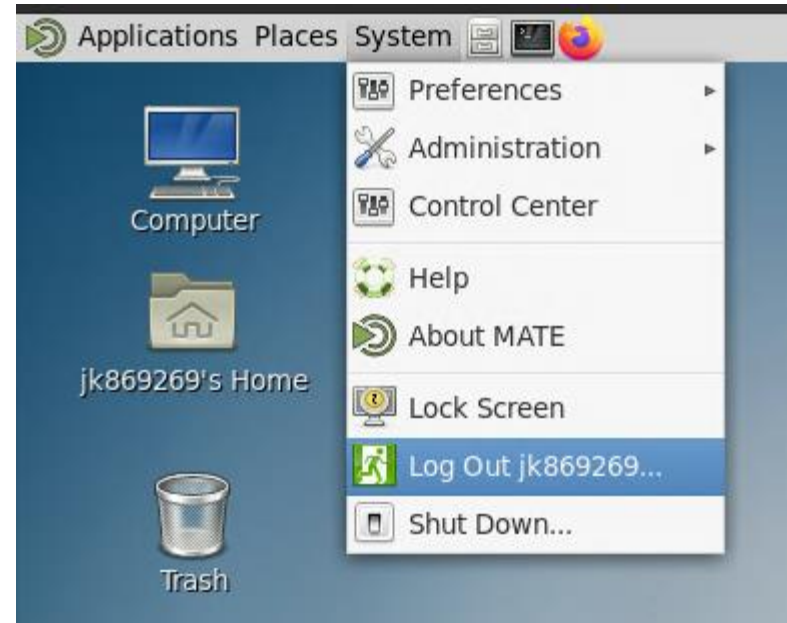 Applications Places System
Preferences
Administration
Control Center
Help
About MATE
Lock Screen
Log Out jk869269...
Shut Down...
Computer
jk869269's Home
Trash